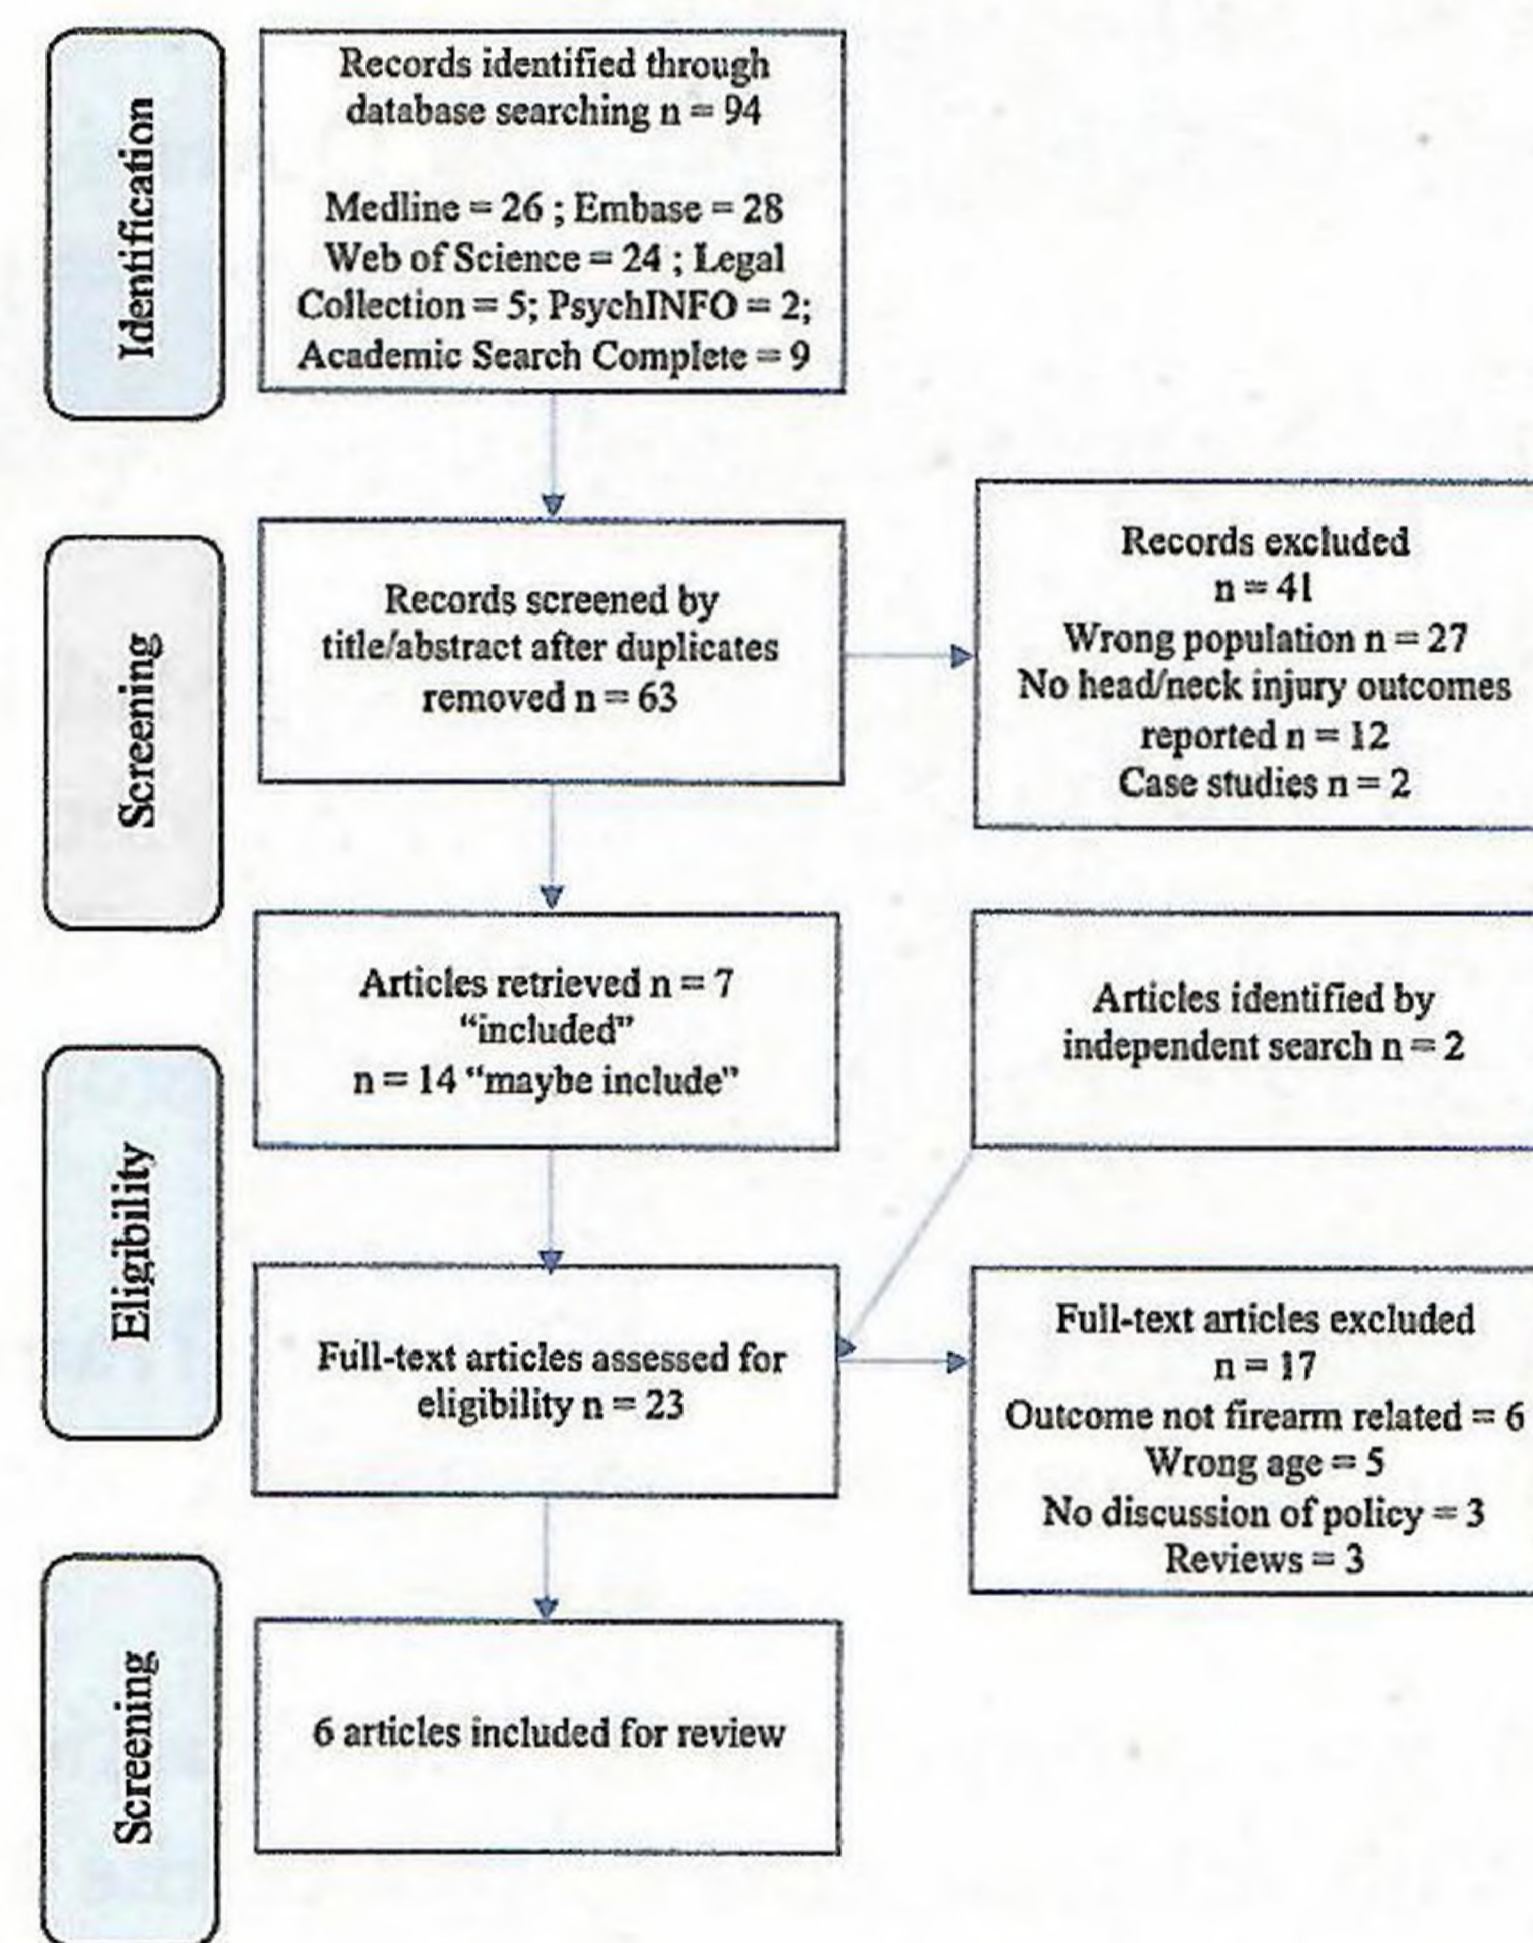 Identification
Records identified through
database searching n = 94
Medline = 26 ; Embase = 28
Web of Science = 24 ; Legal
Collection = 5; PsychINFO = 2;
Academic Search Complete = 9
Screening
Records screened by
title/abstract after duplicates
removed n = 63
Records excluded
n = 41
Wrong population n = 27
No head/neck injury outcomes
reported n = 12
Case studies n = 2
Eligibility
Articles retrieved n = 7
“included”
n = 14 “maybe include”
Articles identified by
independent search n = 2
Full-text articles assessed for
eligibility n = 23
Full-text articles excluded
n = 17
Outcome not firearm related = 6
Wrong age = 5
No discussion of policy = 3
Reviews = 3
Screening
6 articles included for review